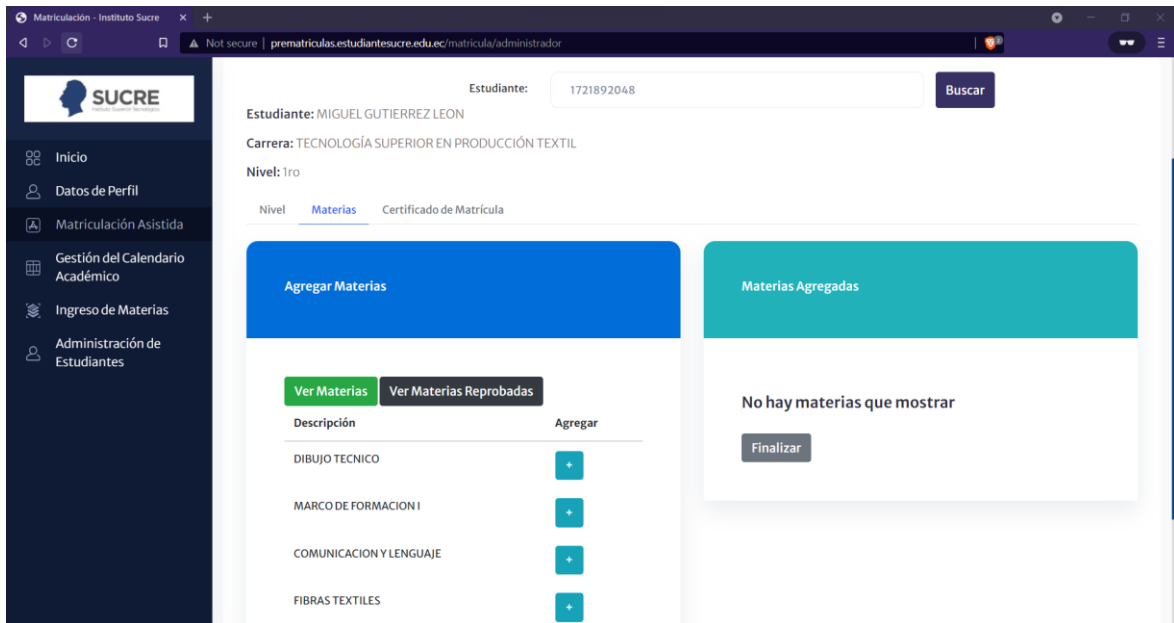 Matriculación - Instituto Sucre
Not secure | prematriculas.estudiantesucre.edu.ec/matricula/administrador
SUCRE
Instituto Superior Tecnológico
Inicio
Datos de Perfil
Matriculación Asistida
Gestión del Calendario
Académico
Ingreso de Materias
Administración de
Estudiantes
Estudiante: 1721892048 Buscar
Estudiante: MIGUEL GUTIERREZ LEON
Carrera: TECNOLOGÍA SUPERIOR EN PRODUCCIÓN TEXTIL
Nivel: 1ro
Nivel Materias Certificado de Matrícula
Agregar Materias
Ver Materias Ver Materias Reprobadas
Descripción Agregar
DIBUJO TECNICO +
MARCO DE FORMACION I +
COMUNICACION Y LENGUAJE +
FIBRAS TEXTILES +
Materias Agregadas
No hay materias que mostrar
Finalizar